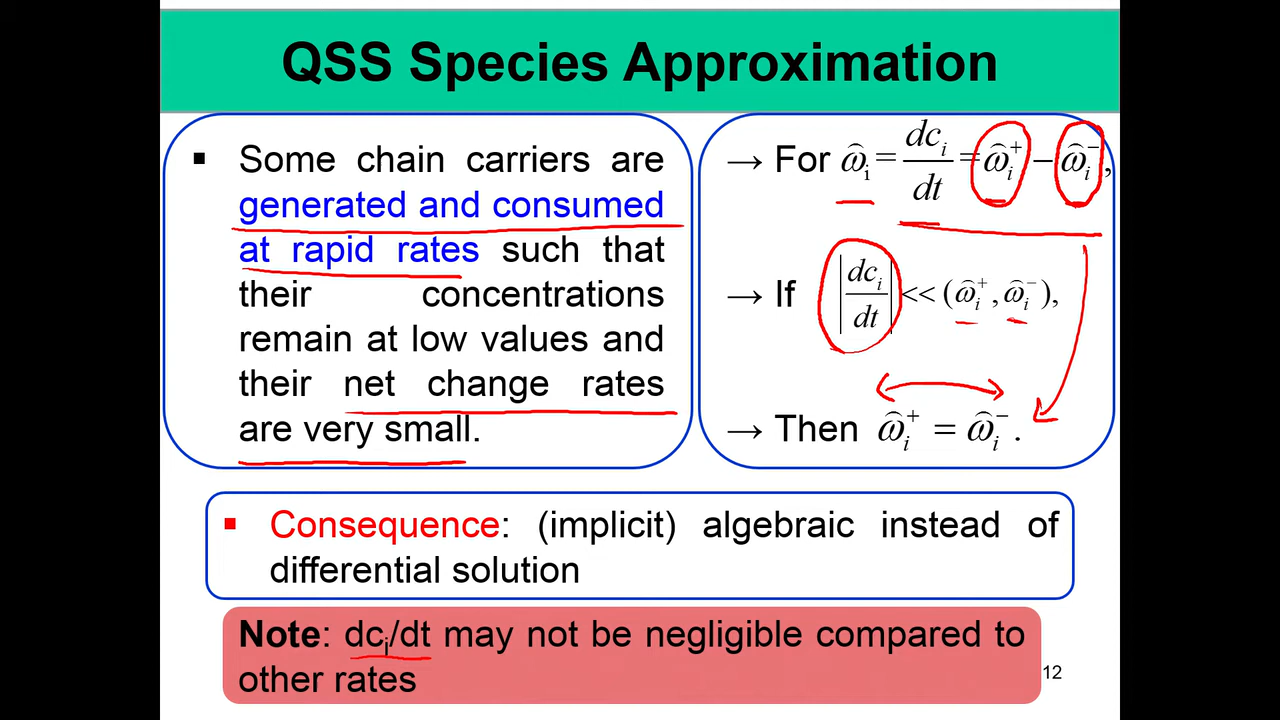 QSS Species Approximation
▪ Some chain carriers are
generated and consumed
at rapid rates such that
their concentrations
remain at low values and
their net change rates
are very small.
→ For ω̂ᵢ = dcᵢ/dt = ω̂ᵢ⁺ − ω̂ᵢ⁻,
→ If |dcᵢ/dt| << (ω̂ᵢ⁺, ω̂ᵢ⁻),
→ Then ω̂ᵢ⁺ = ω̂ᵢ⁻.
▪ Consequence: (implicit) algebraic instead of
differential solution
Note: dcᵢ/dt may not be negligible compared to
other rates
12